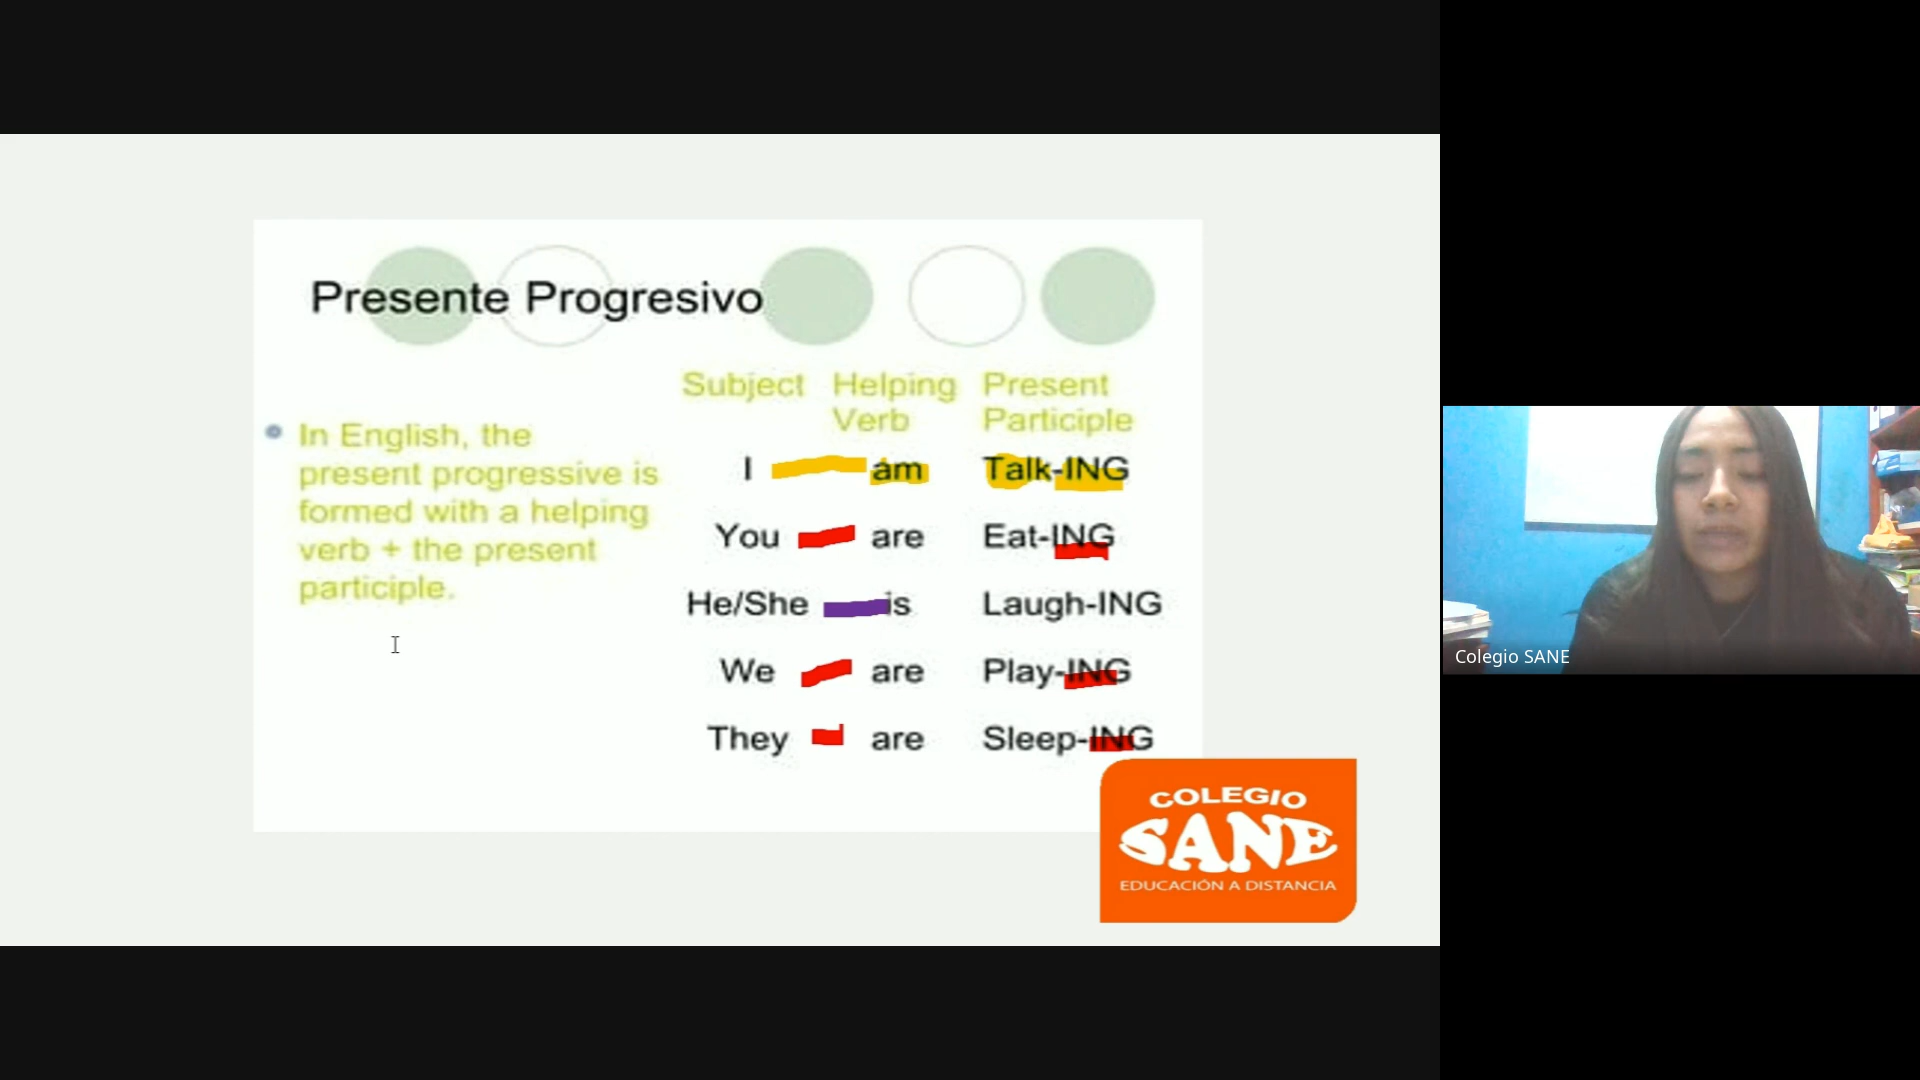 Presente Progresivo
Subject Helping Present
Verb Participle
In English, the
present progressive is
formed with a helping
verb + the present
participle.
I am Talk-ING
You are Eat-ING
He/She is Laugh-ING
We are Play-ING
They are Sleep-ING
COLEGIO
SANE
EDUCACIÓN A DISTANCIA
Colegio SANE